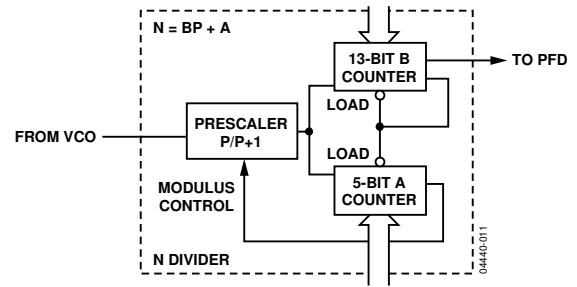 N = BP + A
13-BIT B
COUNTER
TO PFD
LOAD
PRESCALER
P/P+1
FROM VCO
LOAD
MODULUS
CONTROL
5-BIT A
COUNTER
N DIVIDER
04440-011